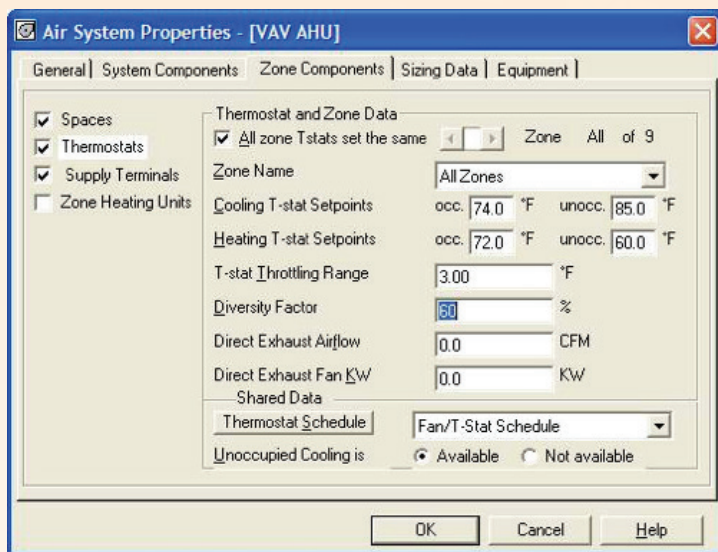 Air System Properties - [VAV AHU]
General | System Components Zone Components Sizing Data | Equipment |
Spaces
Thermostats
Supply Terminals
Zone Heating Units
Thermostat and Zone Data
All zone Tstats set the same Zone All of 9
Zone Name All Zones
Cooling T-stat Setpoints occ. 74.0 °F unocc. 85.0 °F
Heating T-stat Setpoints occ. 72.0 °F unocc. 60.0 °F
T-stat Throttling Range 3.00 °F
Diversity Factor 60 %
Direct Exhaust Airflow 0.0 CFM
Direct Exhaust Fan KW 0.0 KW
Shared Data
Thermostat Schedule Fan/T-Stat Schedule
Unoccupied Cooling is Available Not available
OK Cancel Help